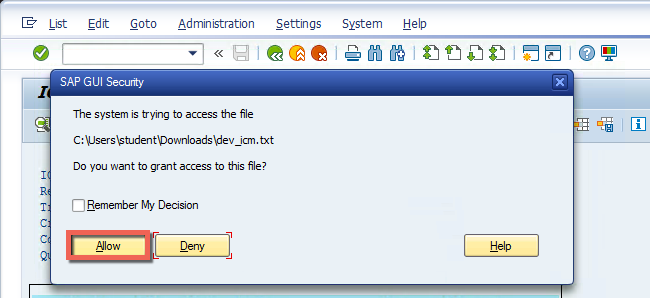 List Edit Goto Administration Settings System Help
SAP GUI Security
The system is trying to access the file
C:\Users\student\Downloads\dev_icm.txt
Do you want to grant access to this file?
Remember My Decision
Allow Deny Help